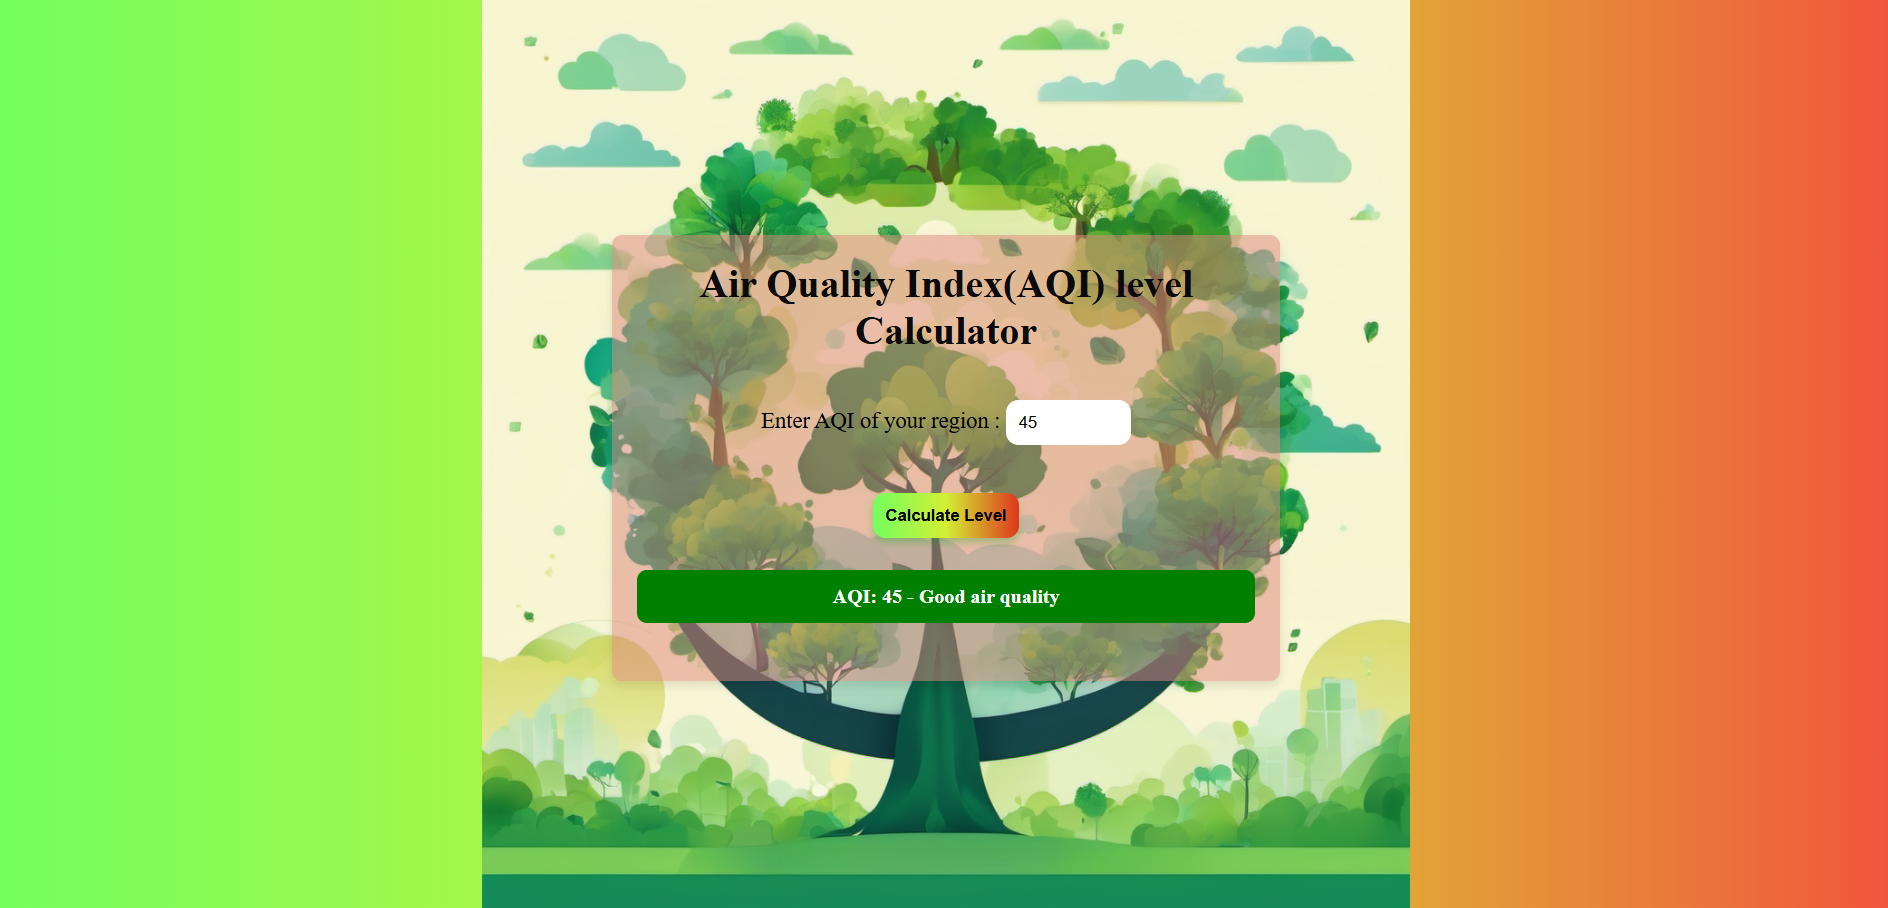 Air Quality Index(AQI) level
Calculator
Enter AQI of your region : 45
Calculate Level
AQI: 45 - Good air quality